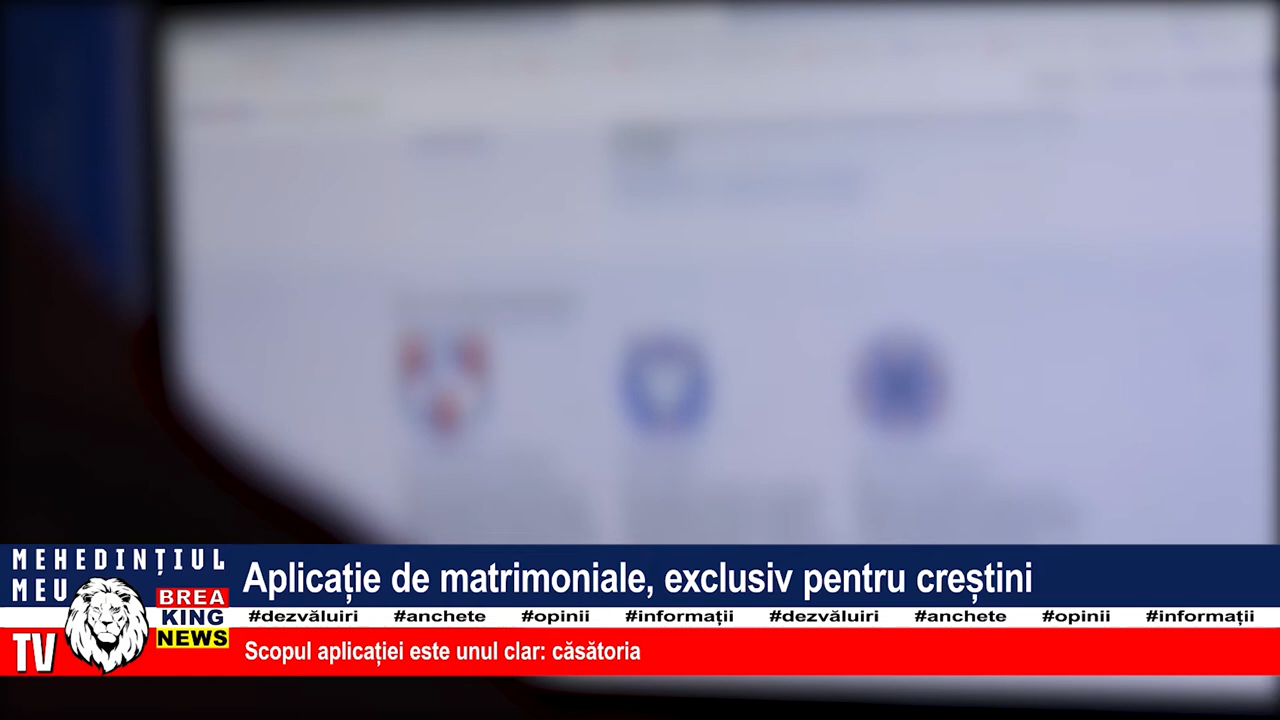 MEHEDINȚIUL
MEU
TV
BREA
KING
NEWS
Aplicație de matrimoniale, exclusiv pentru creștini
#dezvăluiri #anchete #opinii #informații #dezvăluiri #anchete #opinii #informații
Scopul aplicației este unul clar: căsătoria